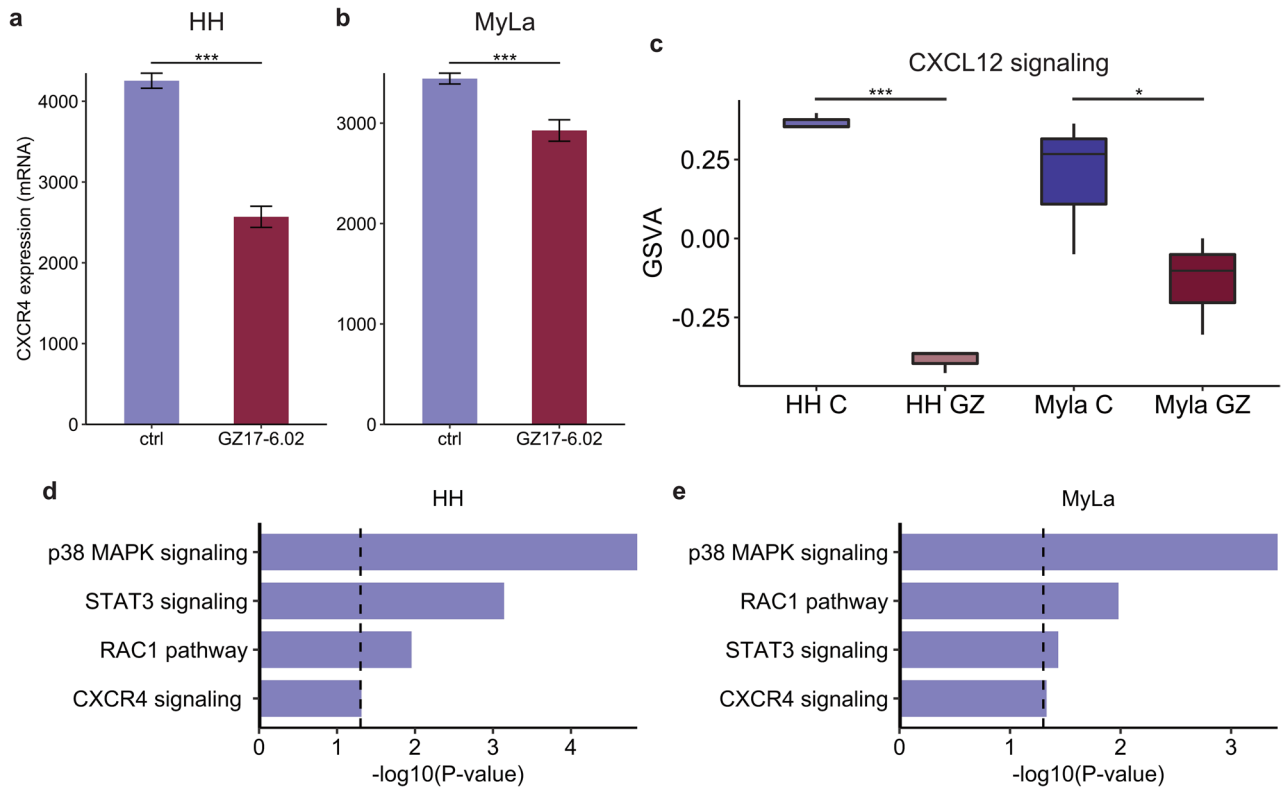 a
HH
***
CXCR4 expression (mRNA)
4000
3000
2000
1000
0
ctrl
GZ17-6.02
b
MyLa
***
3000
2000
1000
0
ctrl
GZ17-6.02
c
CXCL12 signaling
***
*
GSVA
0.25
0.00
-0.25
HH C
HH GZ
Myla C
Myla GZ
d
HH
p38 MAPK signaling
STAT3 signaling
RAC1 pathway
CXCR4 signaling
0 1 2 3 4
-log10(P-value)
e
MyLa
p38 MAPK signaling
RAC1 pathway
STAT3 signaling
CXCR4 signaling
0 1 2 3
-log10(P-value)